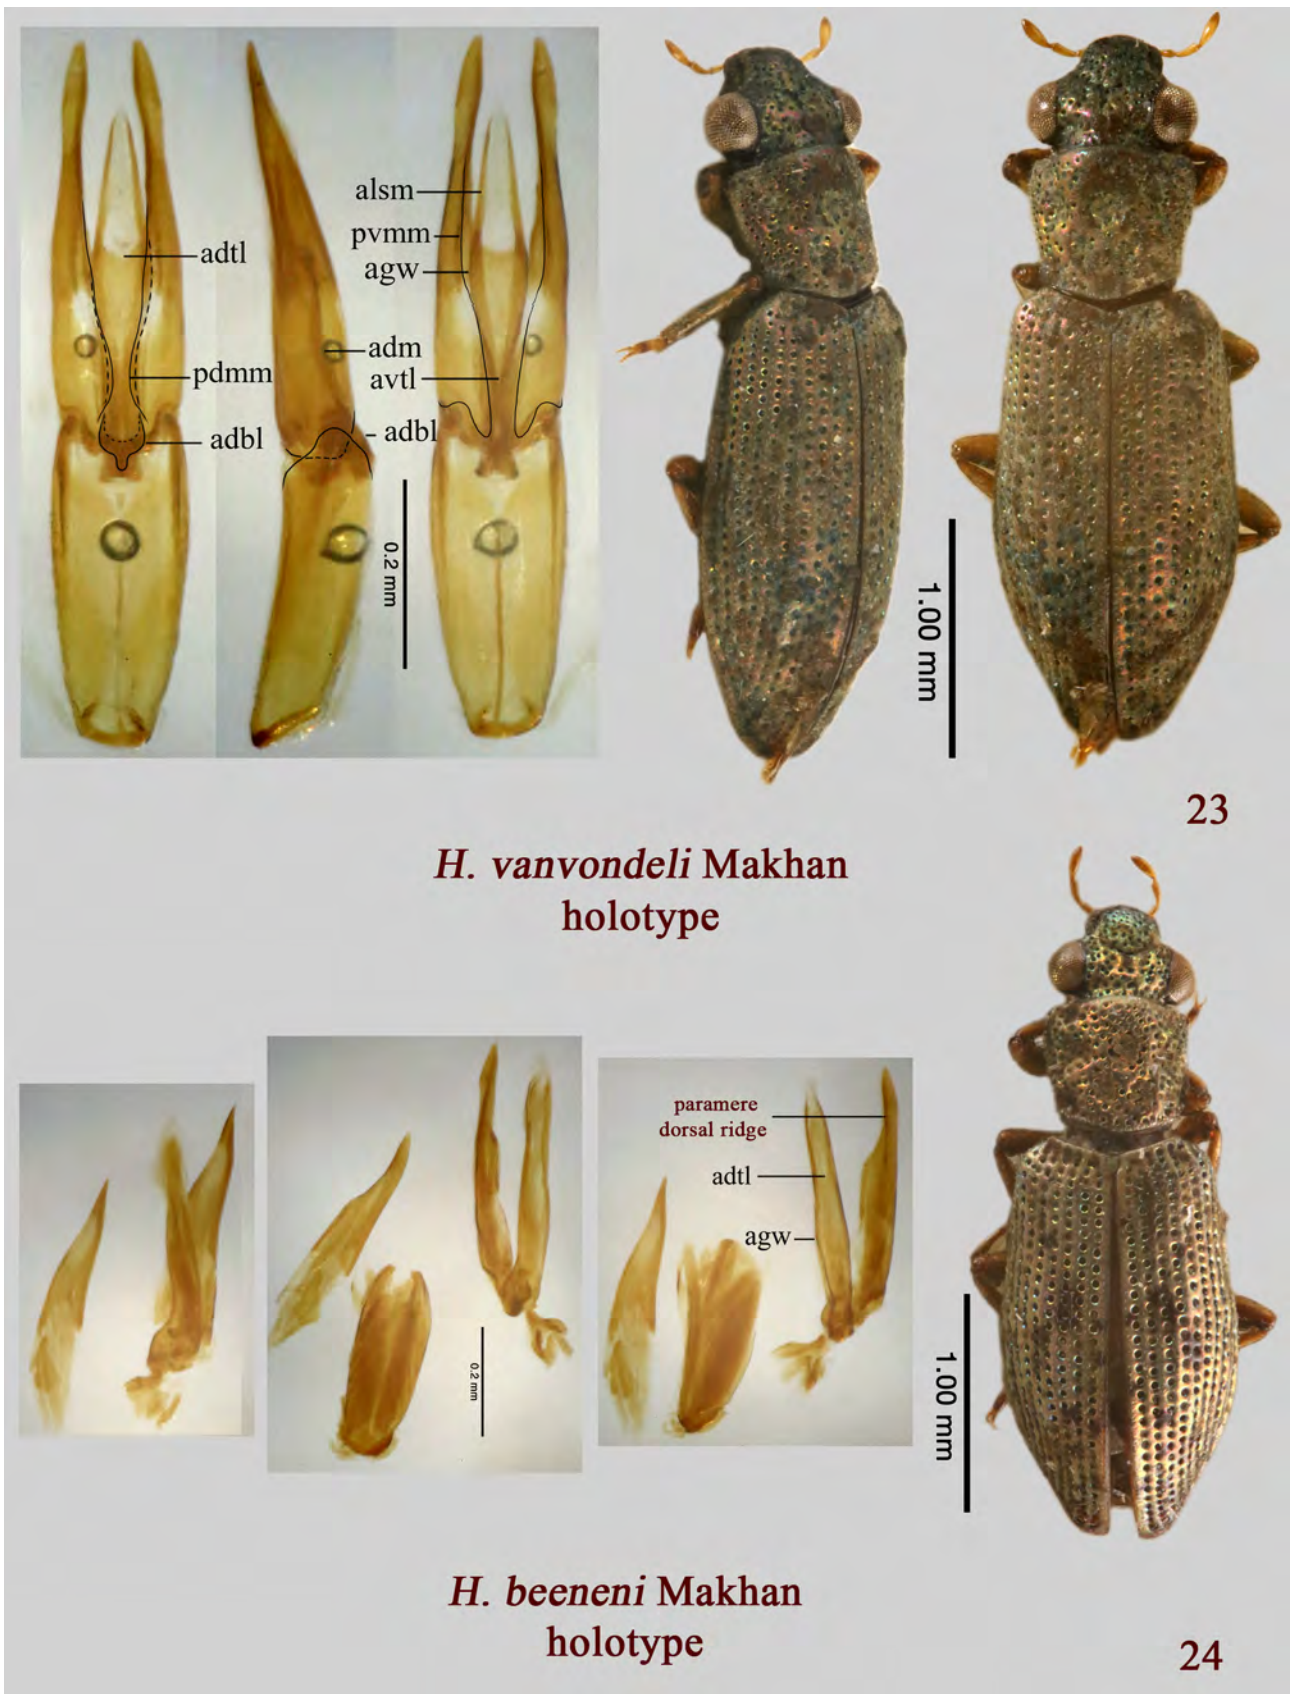 alsm
pvmm
agw
adtl
adm
pdmm
avtl
adbl
adbl
0.2 mm
1.00 mm
23
H. vanvondeli Makhan
holotype
paramere
dorsal ridge
adtl
agw
0.2 mm
1.00 mm
H. beeneni Makhan
holotype
24